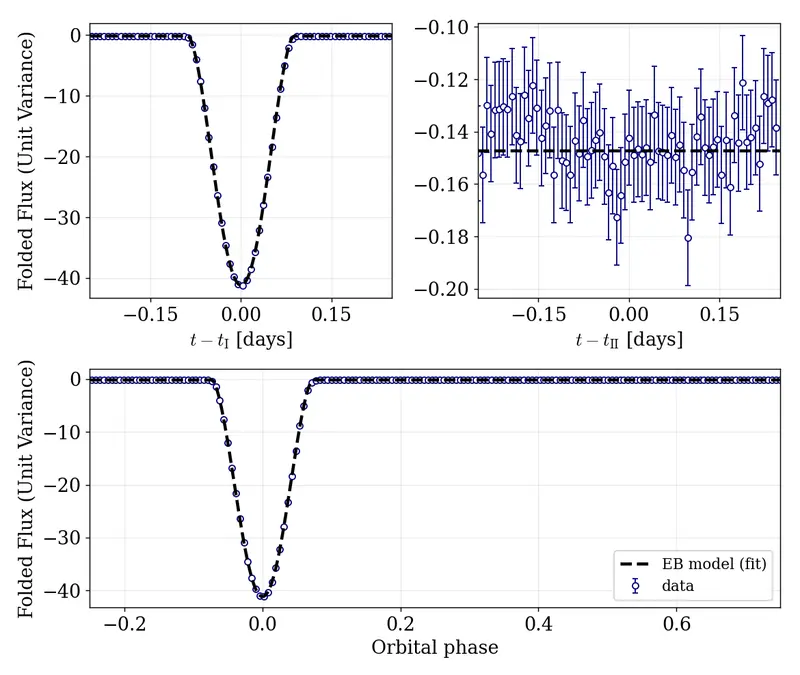 Folded Flux (Unit Variance)
0
−10
−20
−30
−40
−0.15 0.00 0.15
t − t_I [days]
−0.10
−0.12
−0.14
−0.16
−0.18
−0.20
−0.15 0.00 0.15
t − t_II [days]
Folded Flux (Unit Variance)
0
−10
−20
−30
−40
EB model (fit)
data
−0.2 0.0 0.2 0.4 0.6
Orbital phase